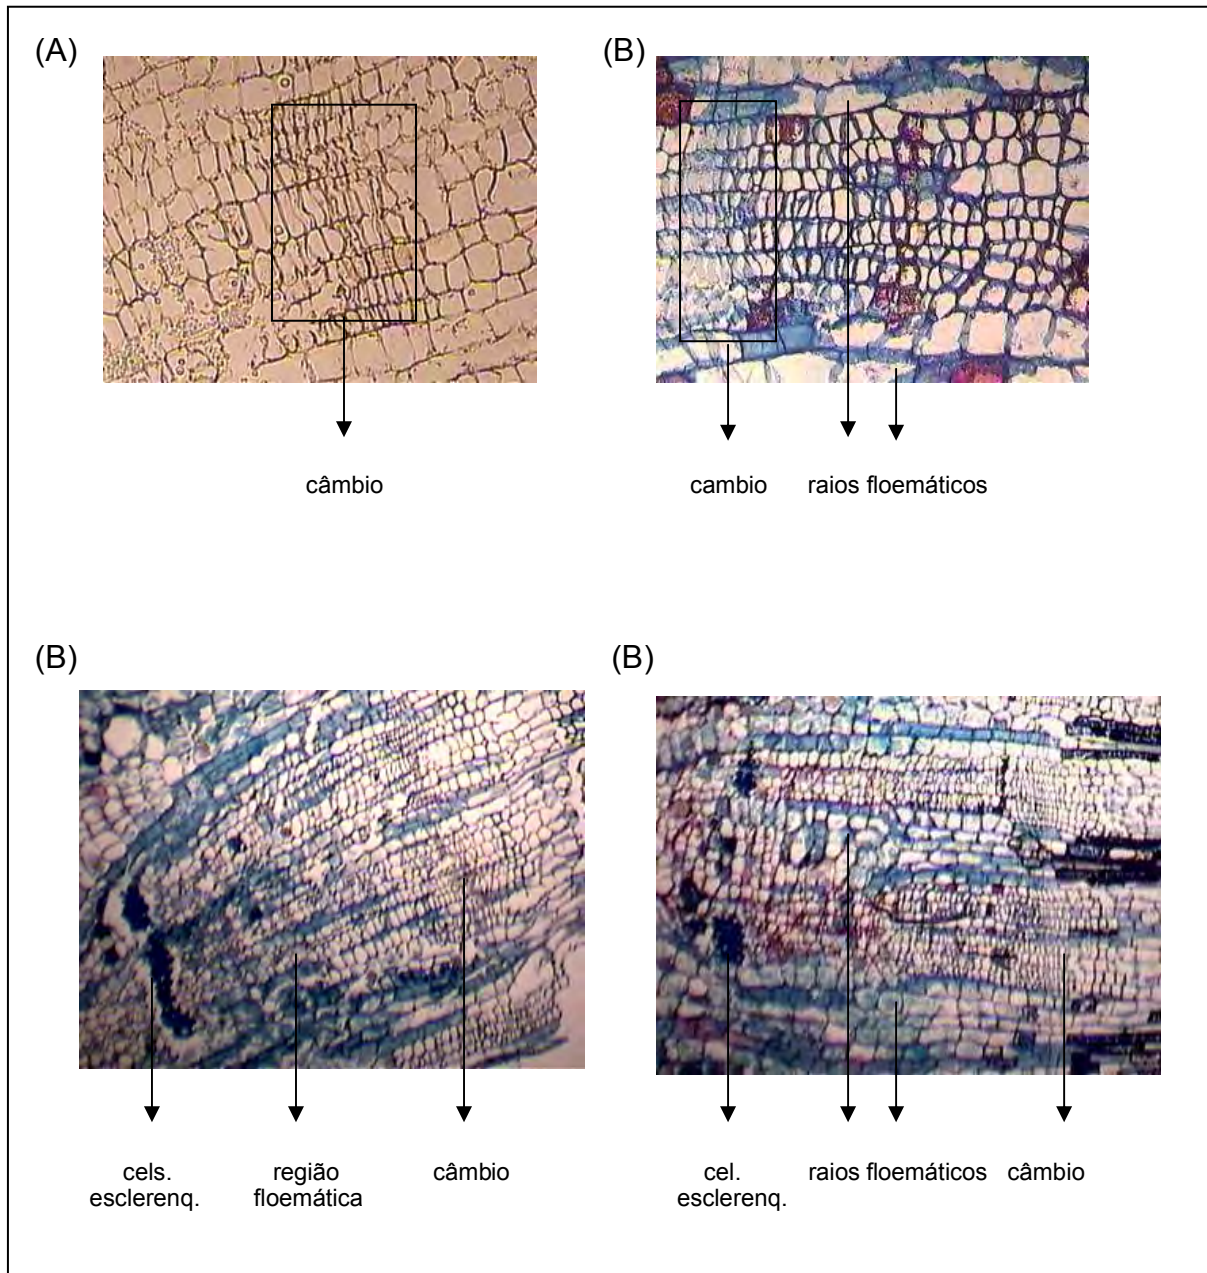 (A)
(B)
câmbio
cambio
raios floemáticos
(B)
(B)
cels.
esclerenq.
região
floemática
câmbio
cel.
esclerenq.
raios floemáticos
câmbio